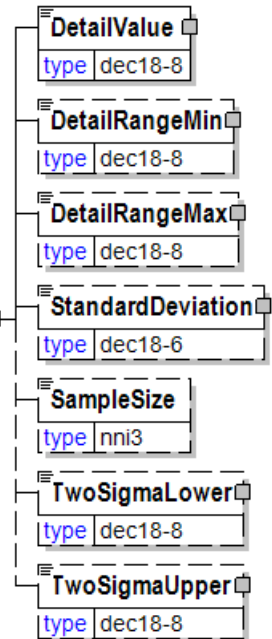 DetailValue
type dec18-8
DetailRangeMin
type dec18-8
DetailRangeMax
type dec18-8
StandardDeviation
type dec18-6
SampleSize
type nni3
TwoSigmaLower
type dec18-8
TwoSigmaUpper
type dec18-8